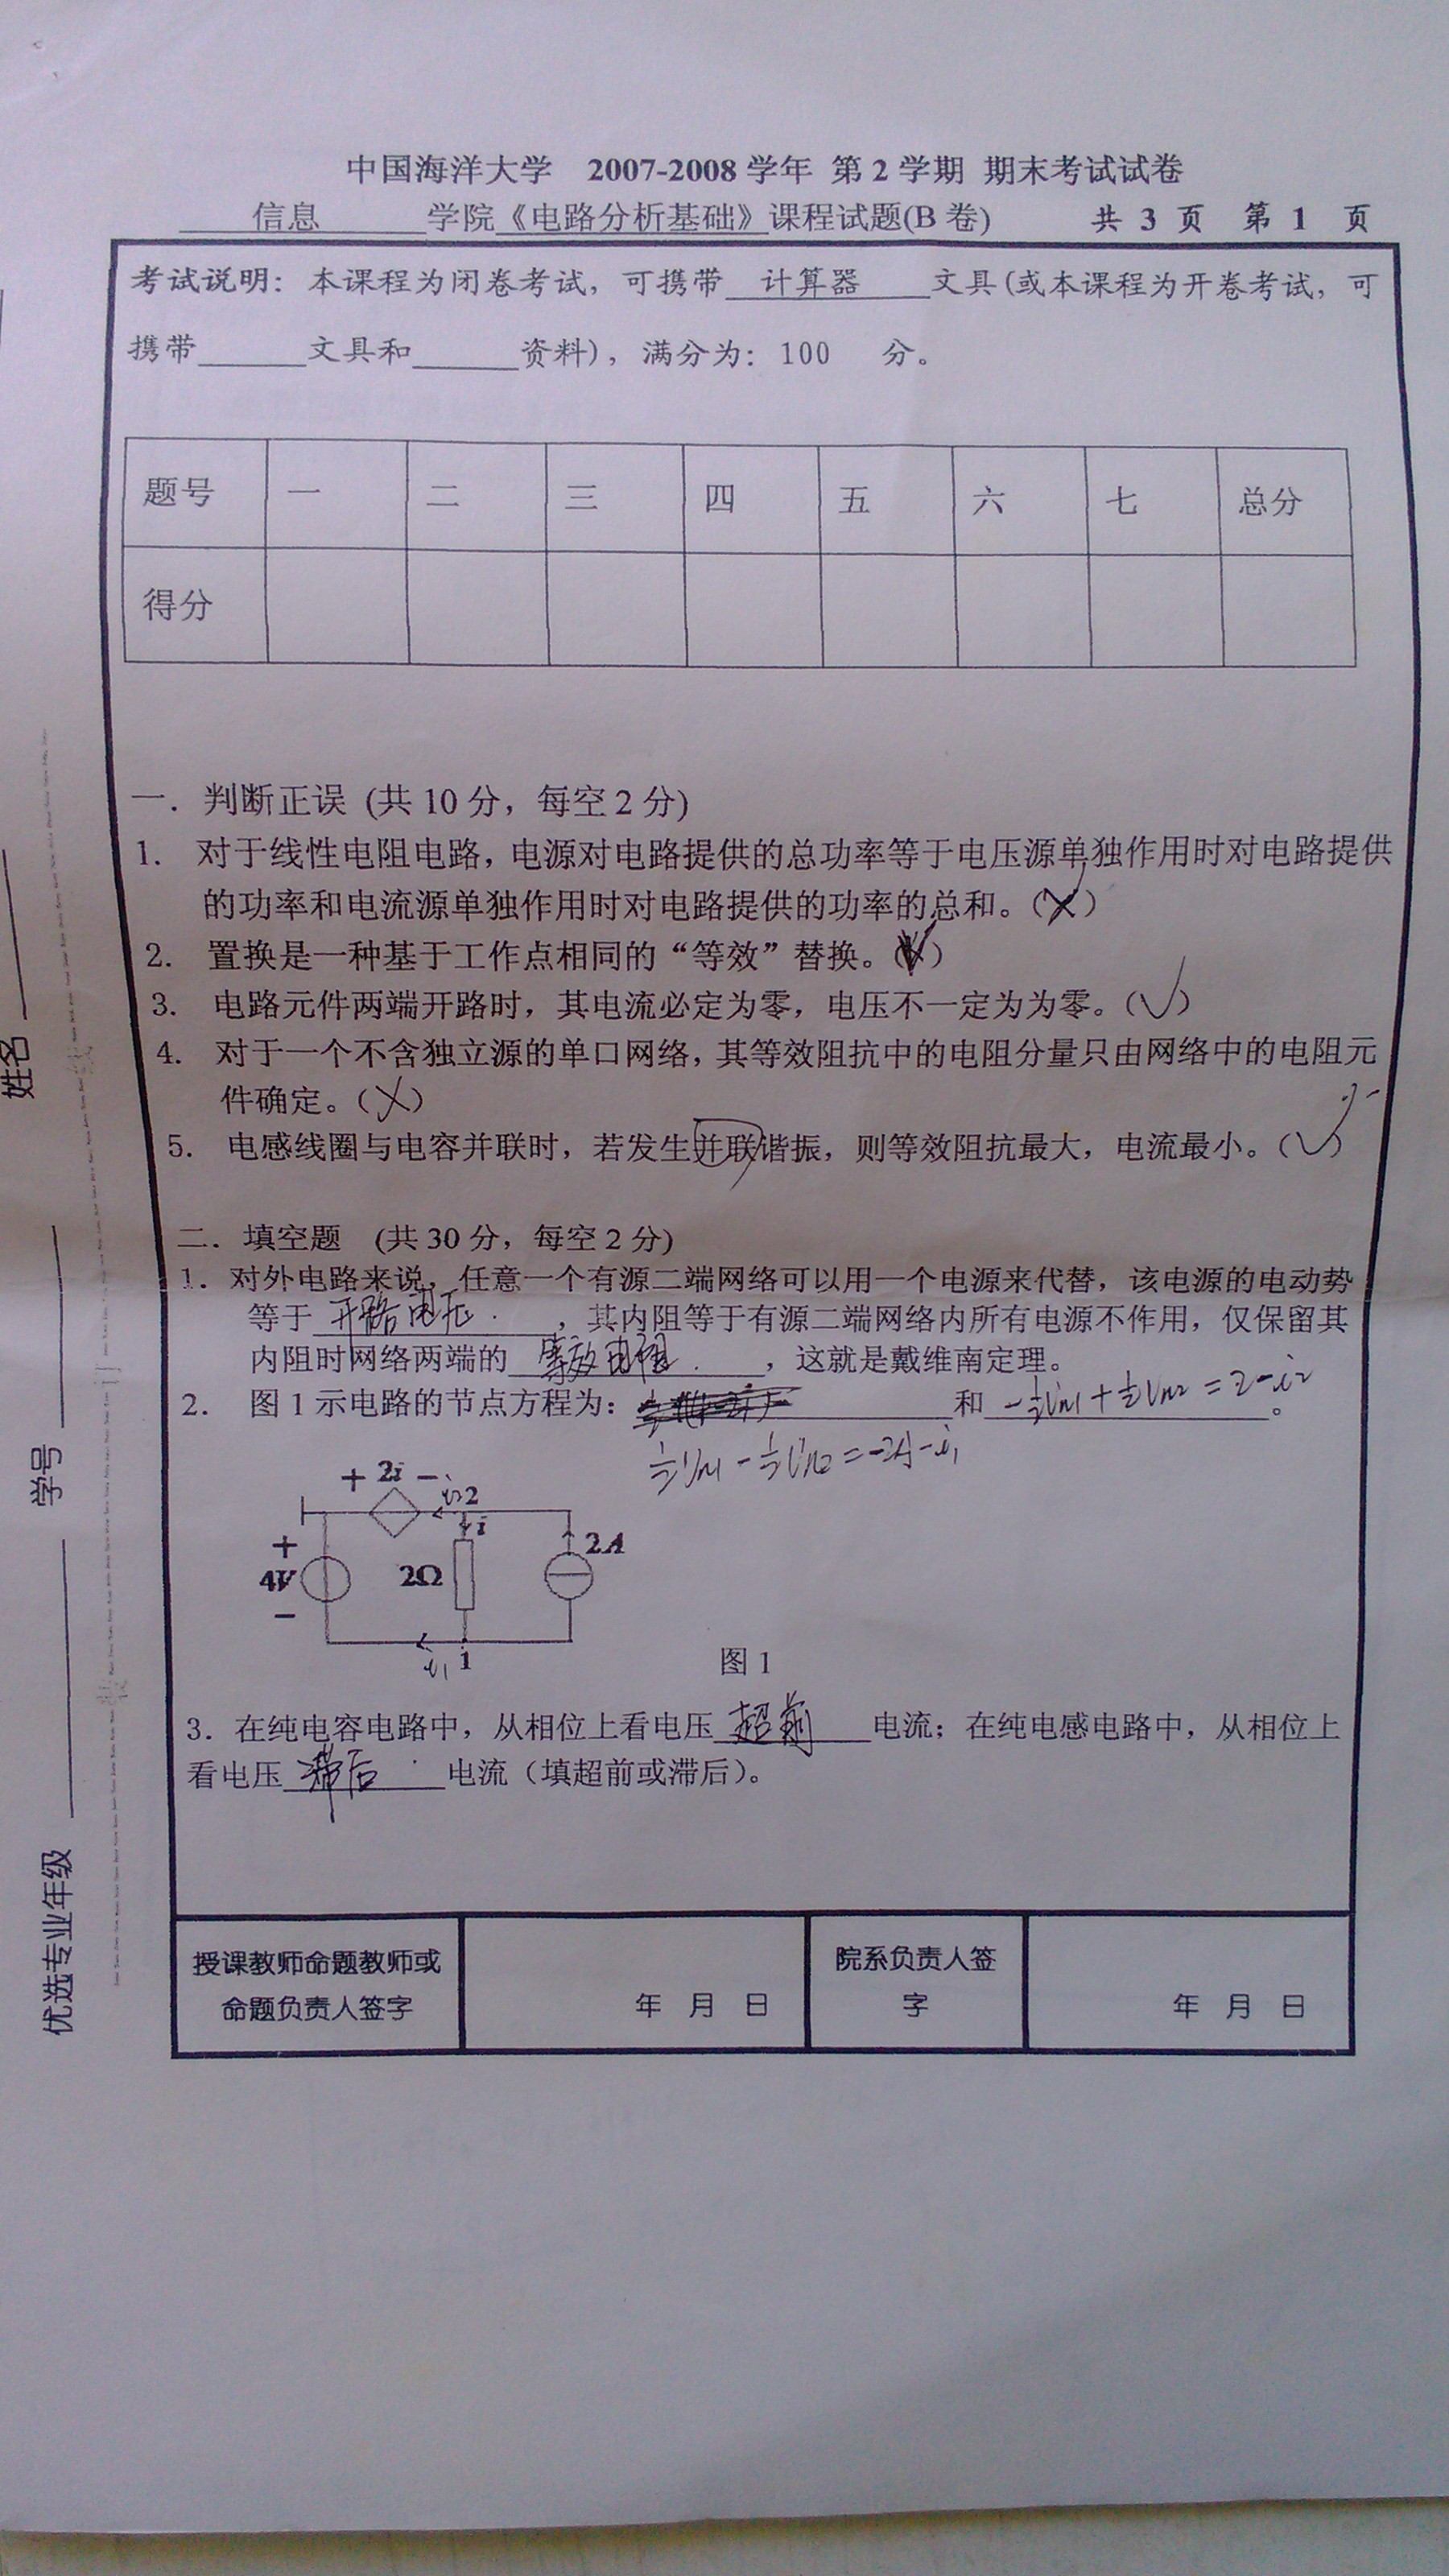 中国海洋大学 2007-2008 学年 第 2 学期 期末考试试卷
信息 学院《电路分析基础》课程试题(B 卷) 共 3 页 第 1 页
考试说明：本课程为闭卷考试，可携带 计算器 文具(或本课程为开卷考试，可
携带______文具和______资料)，满分为：100 分。
题号 一 二 三 四 五 六 七 总分
得分
一．判断正误 (共 10 分，每空 2 分)
1. 对于线性电阻电路，电源对电路提供的总功率等于电压源单独作用时对电路提供
的功率和电流源单独作用时对电路提供的功率的总和。(×)
2. 置换是一种基于工作点相同的“等效”替换。( )
3. 电路元件两端开路时，其电流必定为零，电压不一定为为零。(√)
4. 对于一个不含独立源的单口网络，其等效阻抗中的电阻分量只由网络中的电阻元
件确定。(×)
5. 电感线圈与电容并联时，若发生并联谐振，则等效阻抗最大，电流最小。(√)
二．填空题 (共 30 分，每空 2 分)
1．对外电路来说，任意一个有源二端网络可以用一个电源来代替，该电源的电动势
等于 开路电压 ，其内阻等于有源二端网络内所有电源不作用，仅保留其
内阻时网络两端的 等效电阻 ，这就是戴维南定理。
2. 图 1 示电路的节点方程为： 和 -½Un1 + ½Un2 = 2-i2 。
½Un1 - ½Un2 = -2A - i1
+ 2i − i2 2
i
+
4V
−
2Ω
2A
i1 1
图 1
3．在纯电容电路中，从相位上看电压 超前 电流；在纯电感电路中，从相位上
看电压 滞后 电流（填超前或滞后）。
授课教师命题教师或
命题负责人签字
年 月 日
院系负责人签
字
年 月 日
姓名
学号
优选专业年级